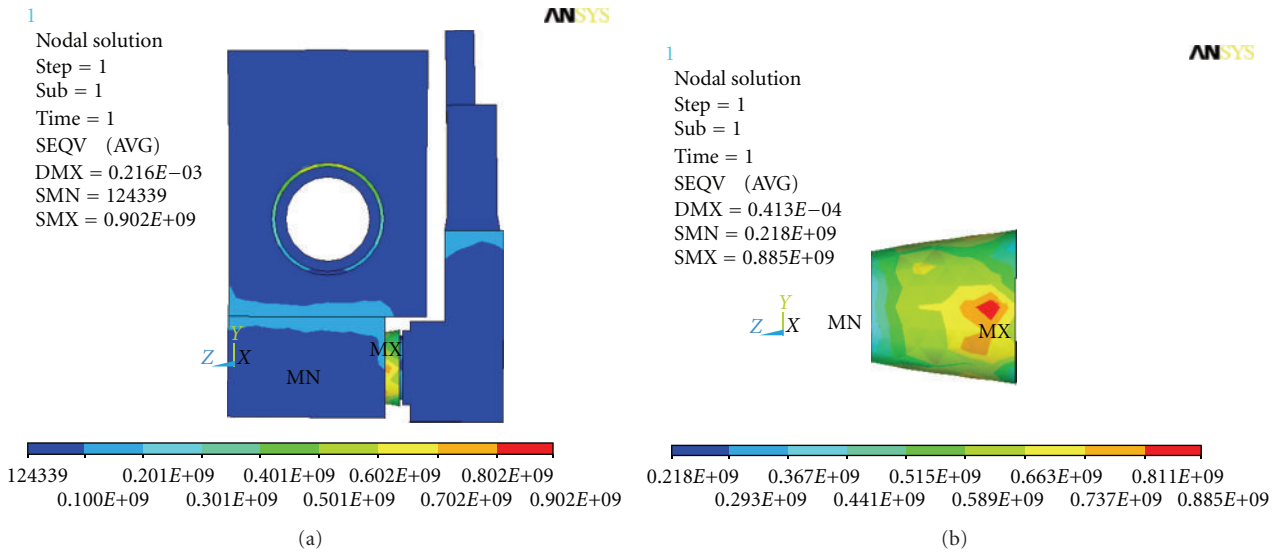 1
ANSYS
Nodal solution
Step = 1
Sub = 1
Time = 1
SEQV (AVG)
DMX = 0.216E−03
SMN = 124339
SMX = 0.902E+09
MX
Y
Z X
MN
124339 0.201E+09 0.401E+09 0.602E+09 0.802E+09
0.100E+09 0.301E+09 0.501E+09 0.702E+09 0.902E+09
(a)
1
ANSYS
Nodal solution
Step = 1
Sub = 1
Time = 1
SEQV (AVG)
DMX = 0.413E−04
SMN = 0.218E+09
SMX = 0.885E+09
Y
Z X
MN
MX
0.218E+09 0.367E+09 0.515E+09 0.663E+09 0.811E+09
0.293E+09 0.441E+09 0.589E+09 0.737E+09 0.885E+09
(b)